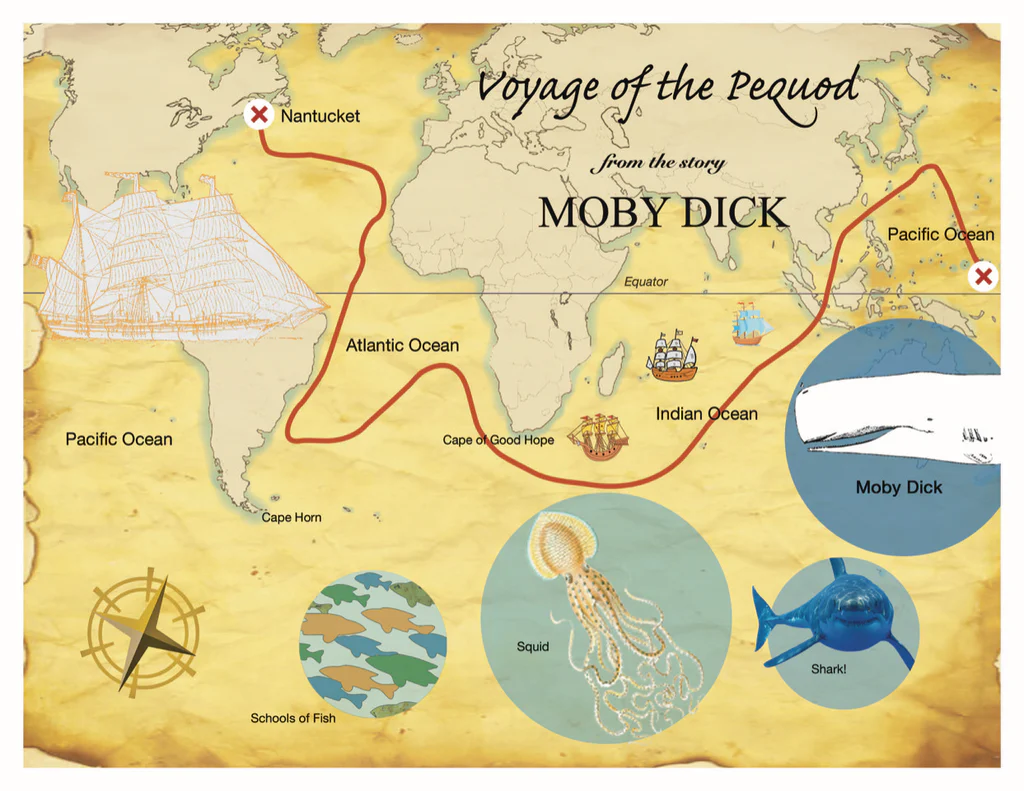 Voyage of the Pequod
from the story
MOBY DICK
Nantucket
Pacific Ocean
Equator
Atlantic Ocean
Indian Ocean
Pacific Ocean
Cape of Good Hope
Moby Dick
Cape Horn
Squid
Shark!
Schools of Fish